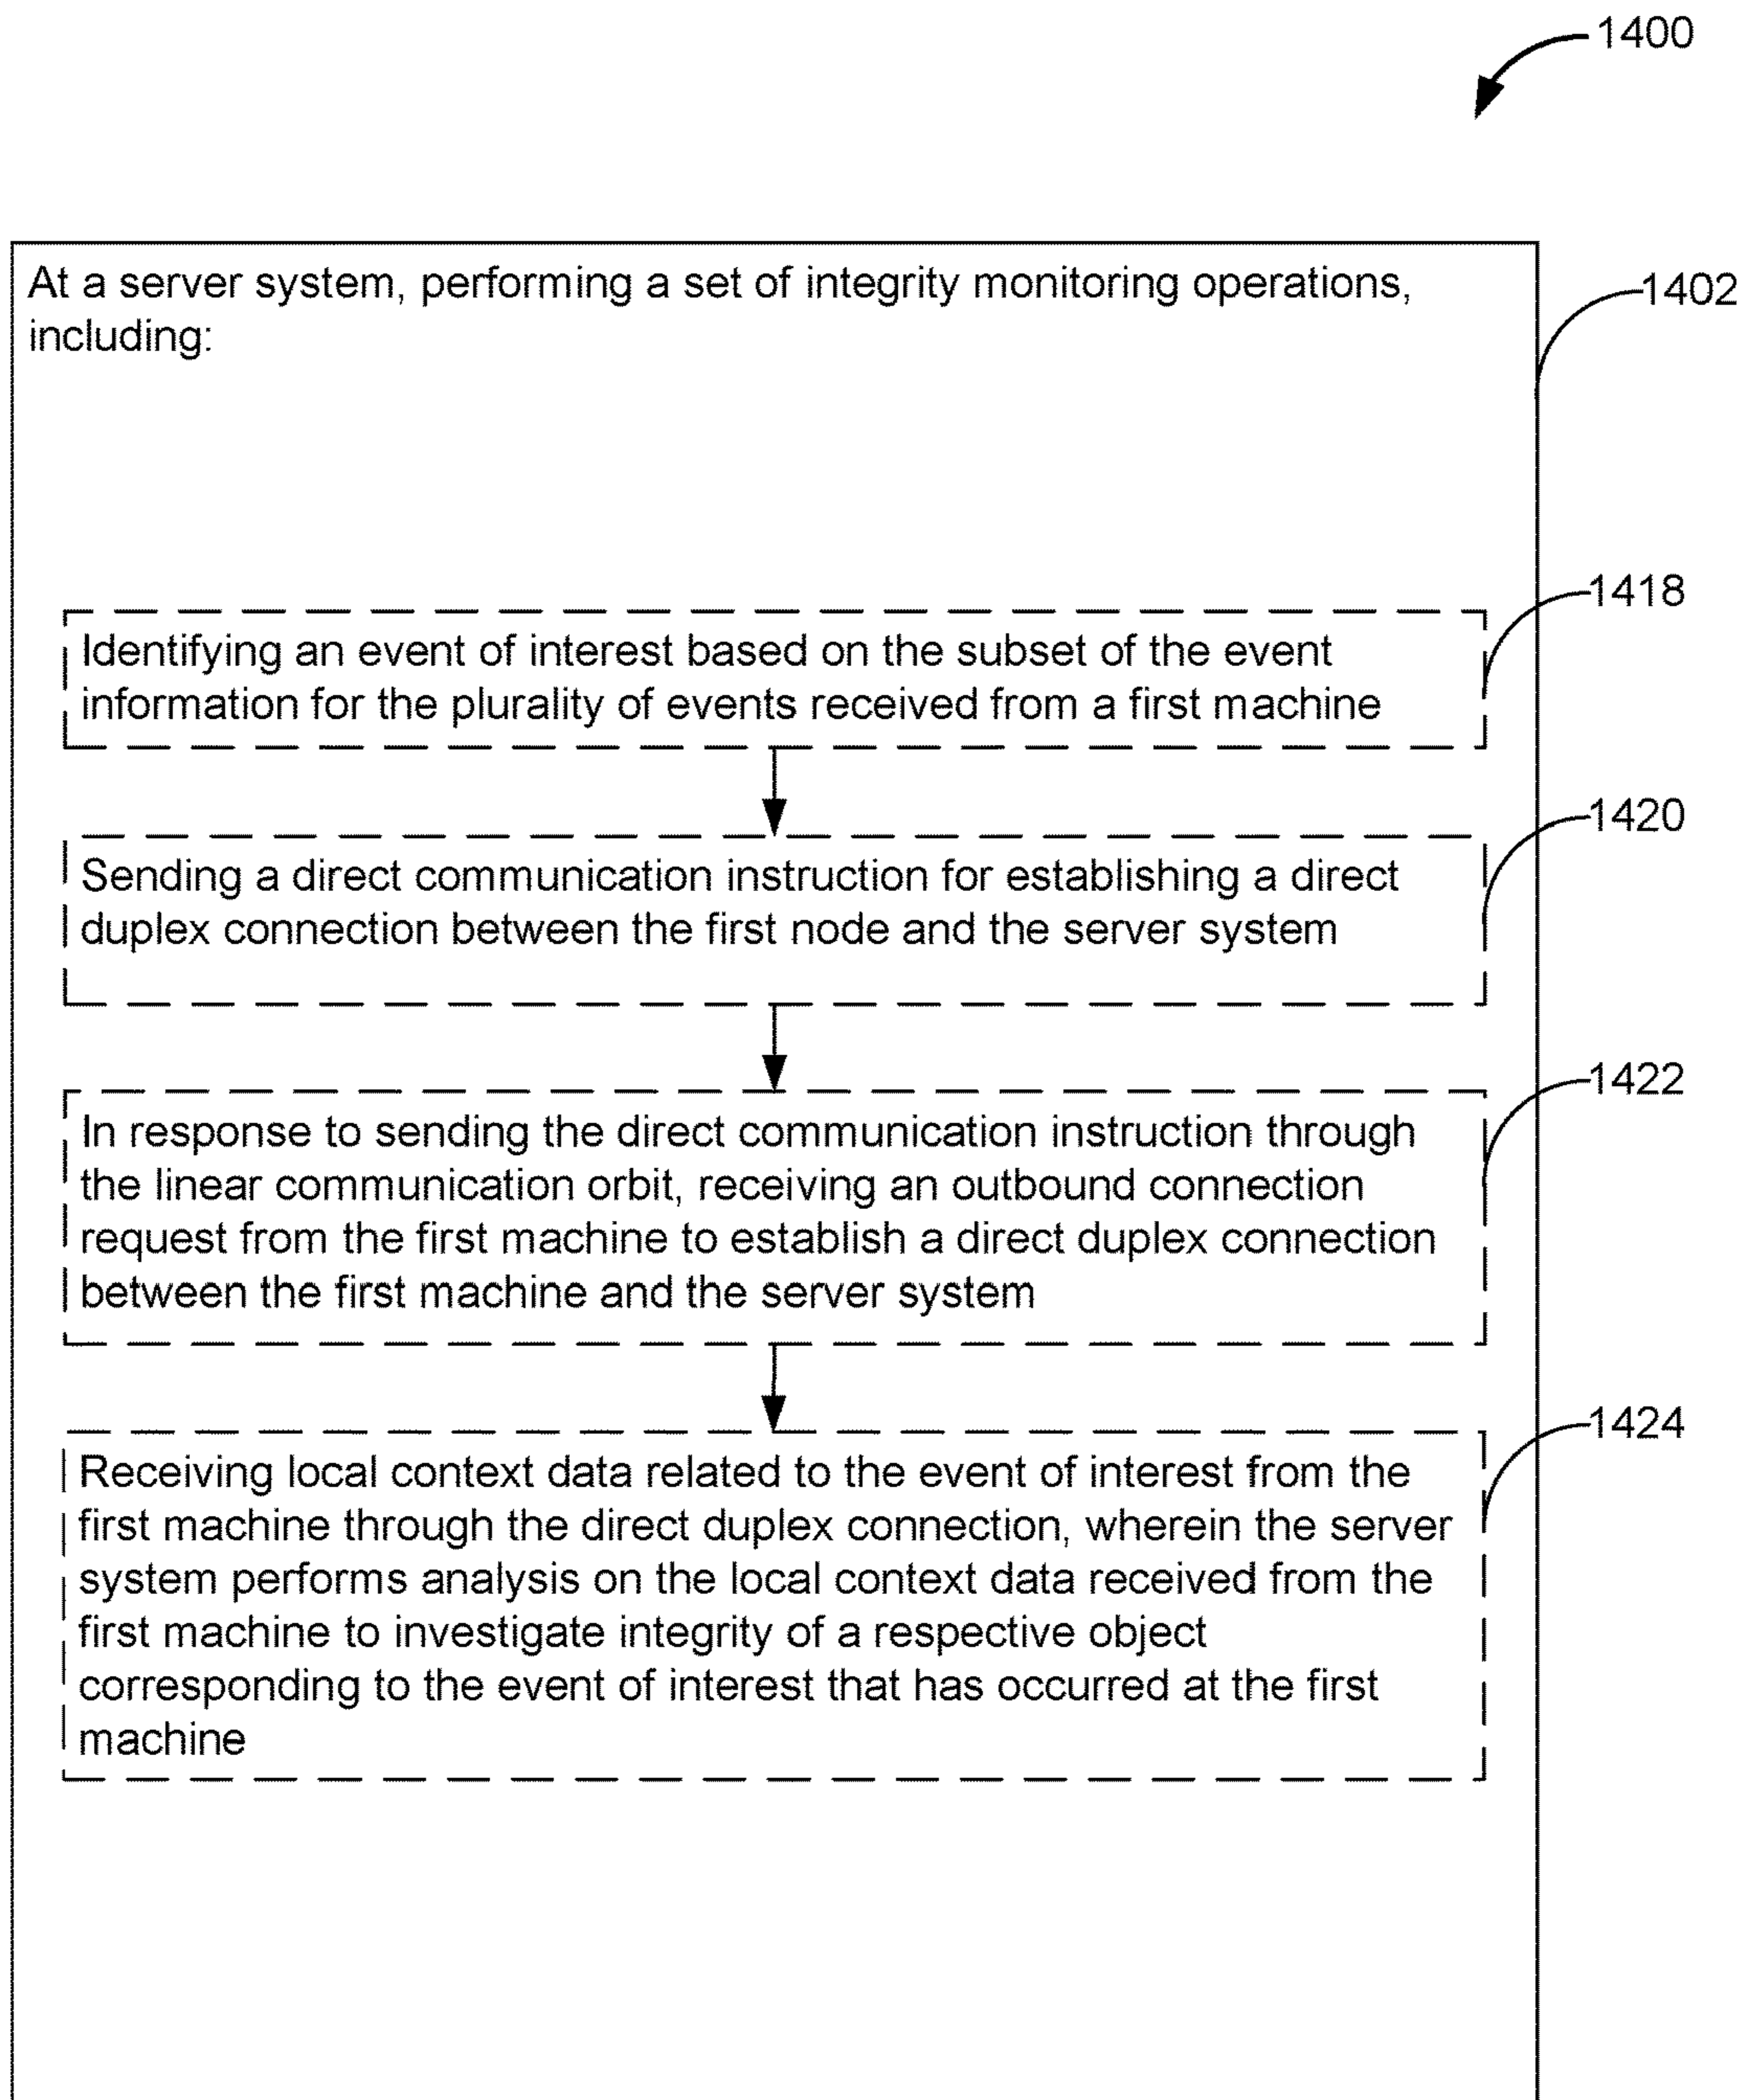 1400
At a server system, performing a set of integrity monitoring operations,
including:
1402
1418
Identifying an event of interest based on the subset of the event
information for the plurality of events received from a first machine
1420
Sending a direct communication instruction for establishing a direct
duplex connection between the first node and the server system
1422
In response to sending the direct communication instruction through
the linear communication orbit, receiving an outbound connection
request from the first machine to establish a direct duplex connection
between the first machine and the server system
1424
Receiving local context data related to the event of interest from the
first machine through the direct duplex connection, wherein the server
system performs analysis on the local context data received from the
first machine to investigate integrity of a respective object
corresponding to the event of interest that has occurred at the first
machine